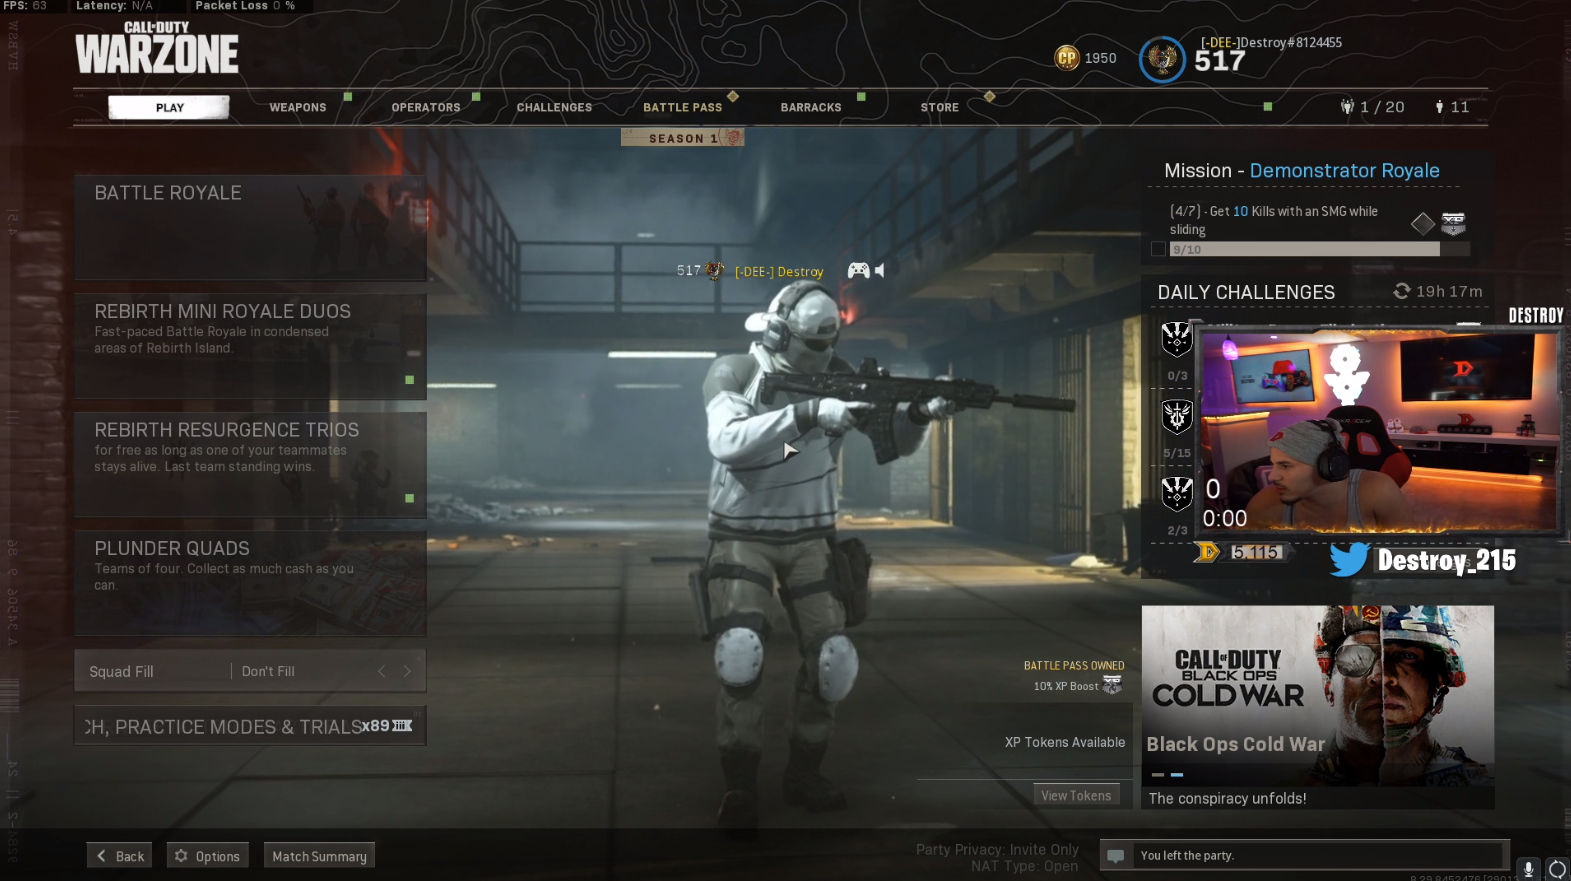 FPS: 63 Latency: N/A Packet Loss 0 %
CALL OF DUTY
WARZONE
CP 1950
[-DEE-]Destroy#8124455
517
PLAY
WEAPONS
OPERATORS
CHALLENGES
BATTLE PASS
BARRACKS
STORE
1 / 20
11
SEASON 1
BATTLE ROYALE
REBIRTH MINI ROYALE DUOS
Fast-paced Battle Royale in condensed
areas of Rebirth Island.
REBIRTH RESURGENCE TRIOS
for free as long as one of your teammates
stays alive. Last team standing wins.
PLUNDER QUADS
Teams of four. Collect as much cash as you
can.
Squad Fill
Don't Fill
CH, PRACTICE MODES & TRIALS
x89
517 [-DEE-] Destroy
Mission - Demonstrator Royale
(4/7) - Get 10 Kills with an SMG while
sliding
9/10
DAILY CHALLENGES
19h 17m
0/3
5/15
2/3
DESTROY
0
0:00
5,115
Destroy_215
BATTLE PASS OWNED
10% XP Boost
XP Tokens Available
View Tokens
CALL OF DUTY
BLACK OPS
COLD WAR
Black Ops Cold War
The conspiracy unfolds!
Back
Options
Match Summary
Party Privacy: Invite Only
NAT Type: Open
You left the party.